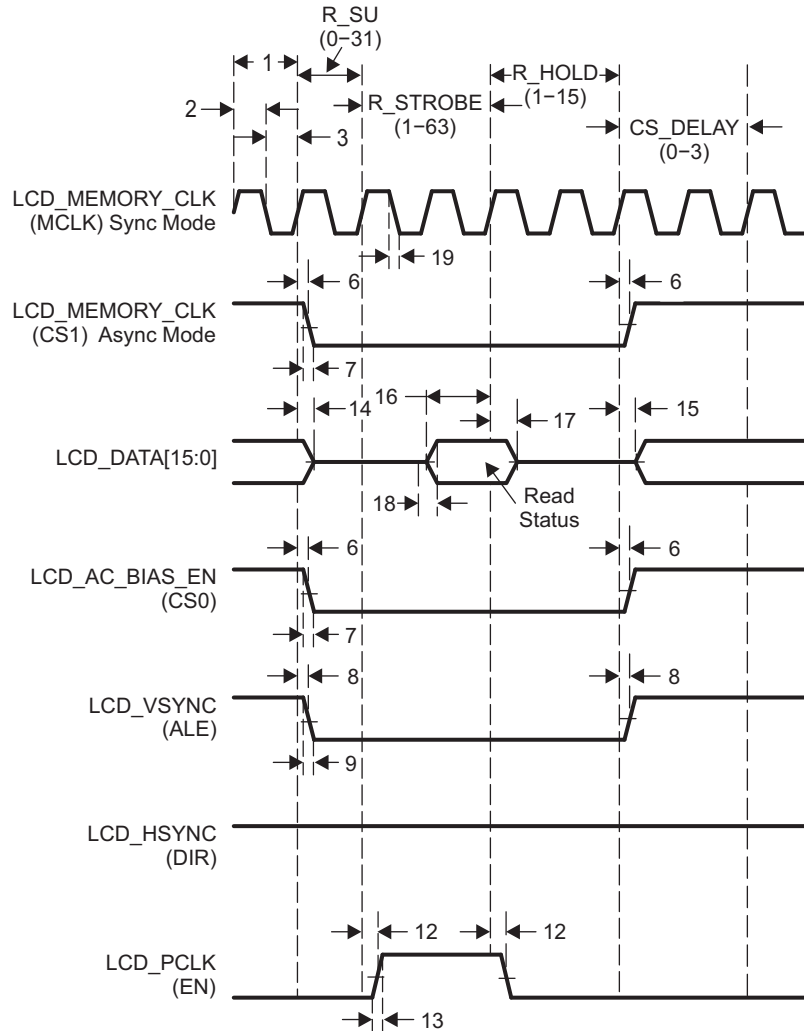 R_SU
(0–31)
1
R_HOLD
(1–15)
2
R_STROBE
(1–63)
CS_DELAY
(0–3)
3
LCD_MEMORY_CLK
(MCLK) Sync Mode
19
6
6
LCD_MEMORY_CLK
(CS1) Async Mode
7
16
14
17
15
LCD_DATA[15:0]
18
Read
Status
6
6
LCD_AC_BIAS_EN
(CS0)
7
8
8
LCD_VSYNC
(ALE)
9
LCD_HSYNC
(DIR)
12
12
LCD_PCLK
(EN)
13